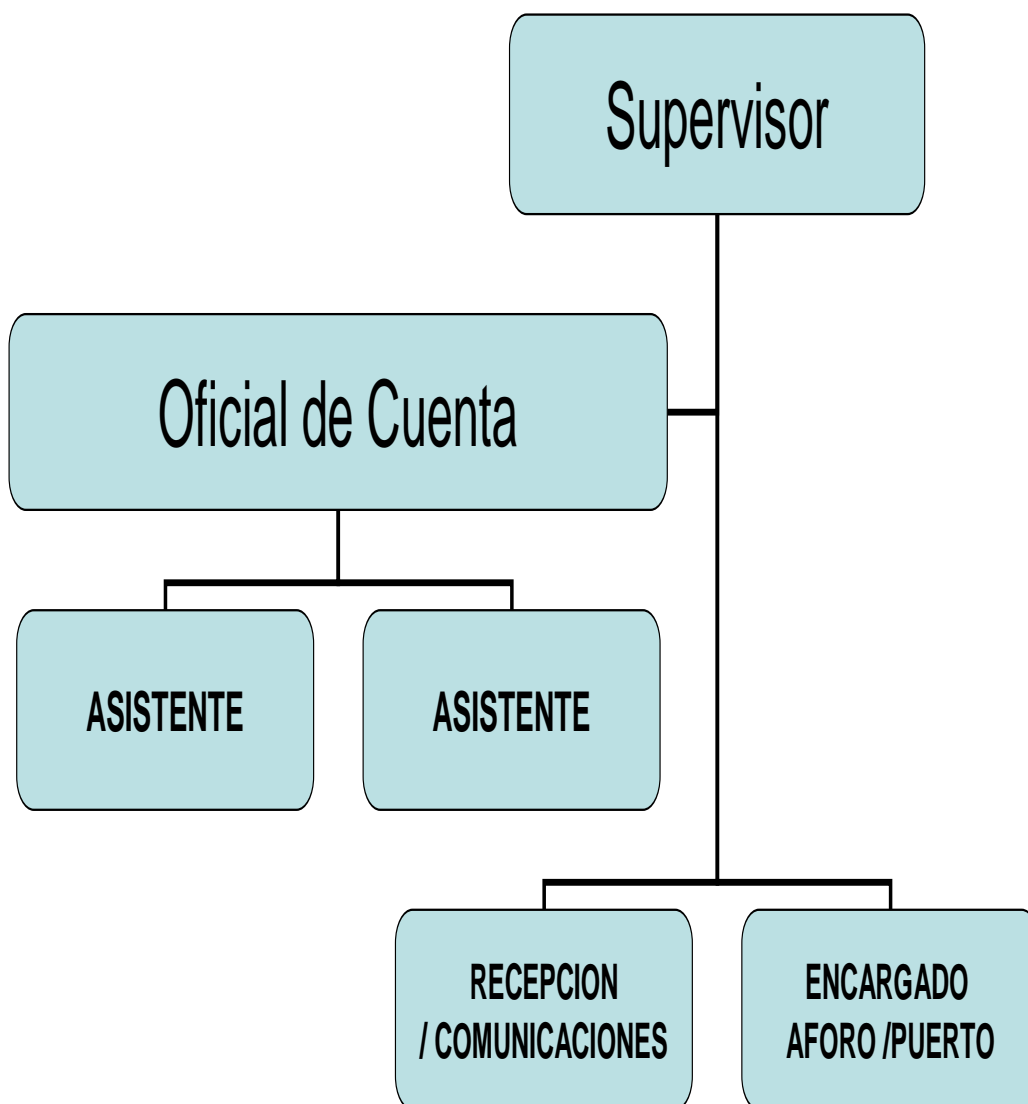 Supervisor
Oficial de Cuenta
ASISTENTE
ASISTENTE
RECEPCION
/ COMUNICACIONES
ENCARGADO
AFORO /PUERTO